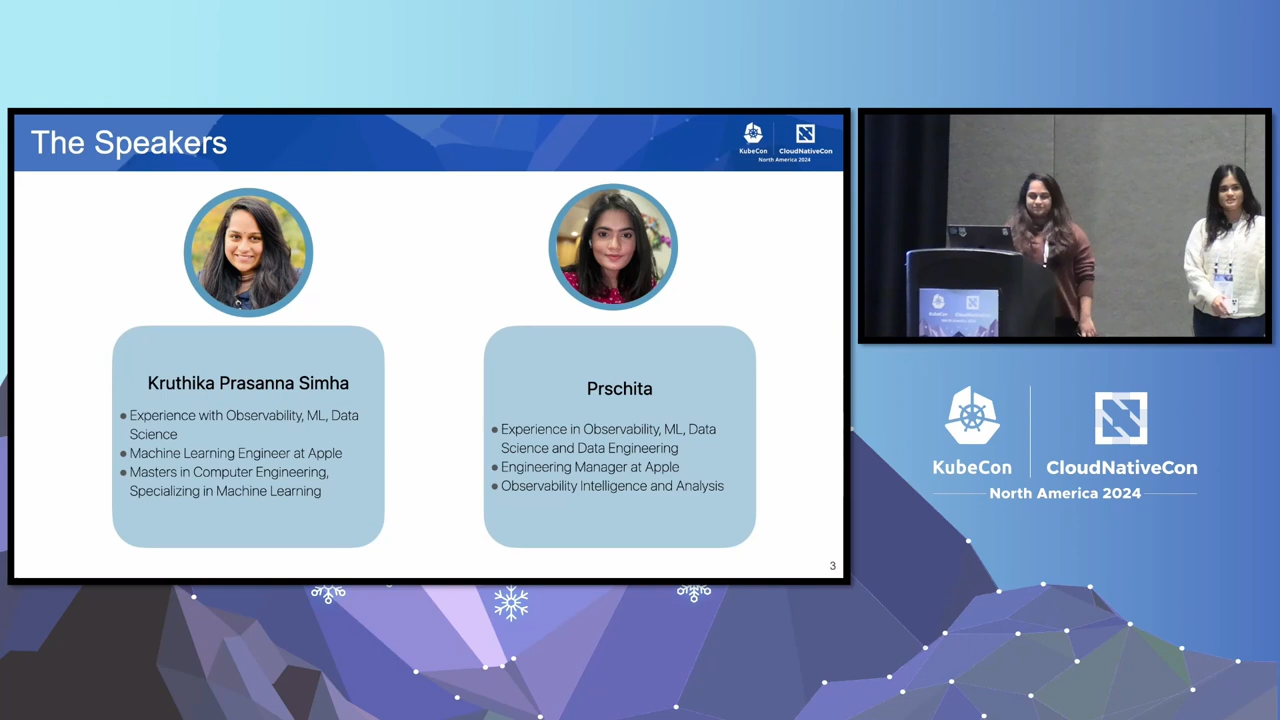 The Speakers
KubeCon
CloudNativeCon
North America 2024
Kruthika Prasanna Simha
● Experience with Observability, ML, Data
Science
● Machine Learning Engineer at Apple
● Masters in Computer Engineering,
Specializing in Machine Learning
Prschita
● Experience in Observability, ML, Data
Science and Data Engineering
● Engineering Manager at Apple
● Observability Intelligence and Analysis
3
KubeCon
CloudNativeCon
KubeCon
CloudNativeCon
North America 2024